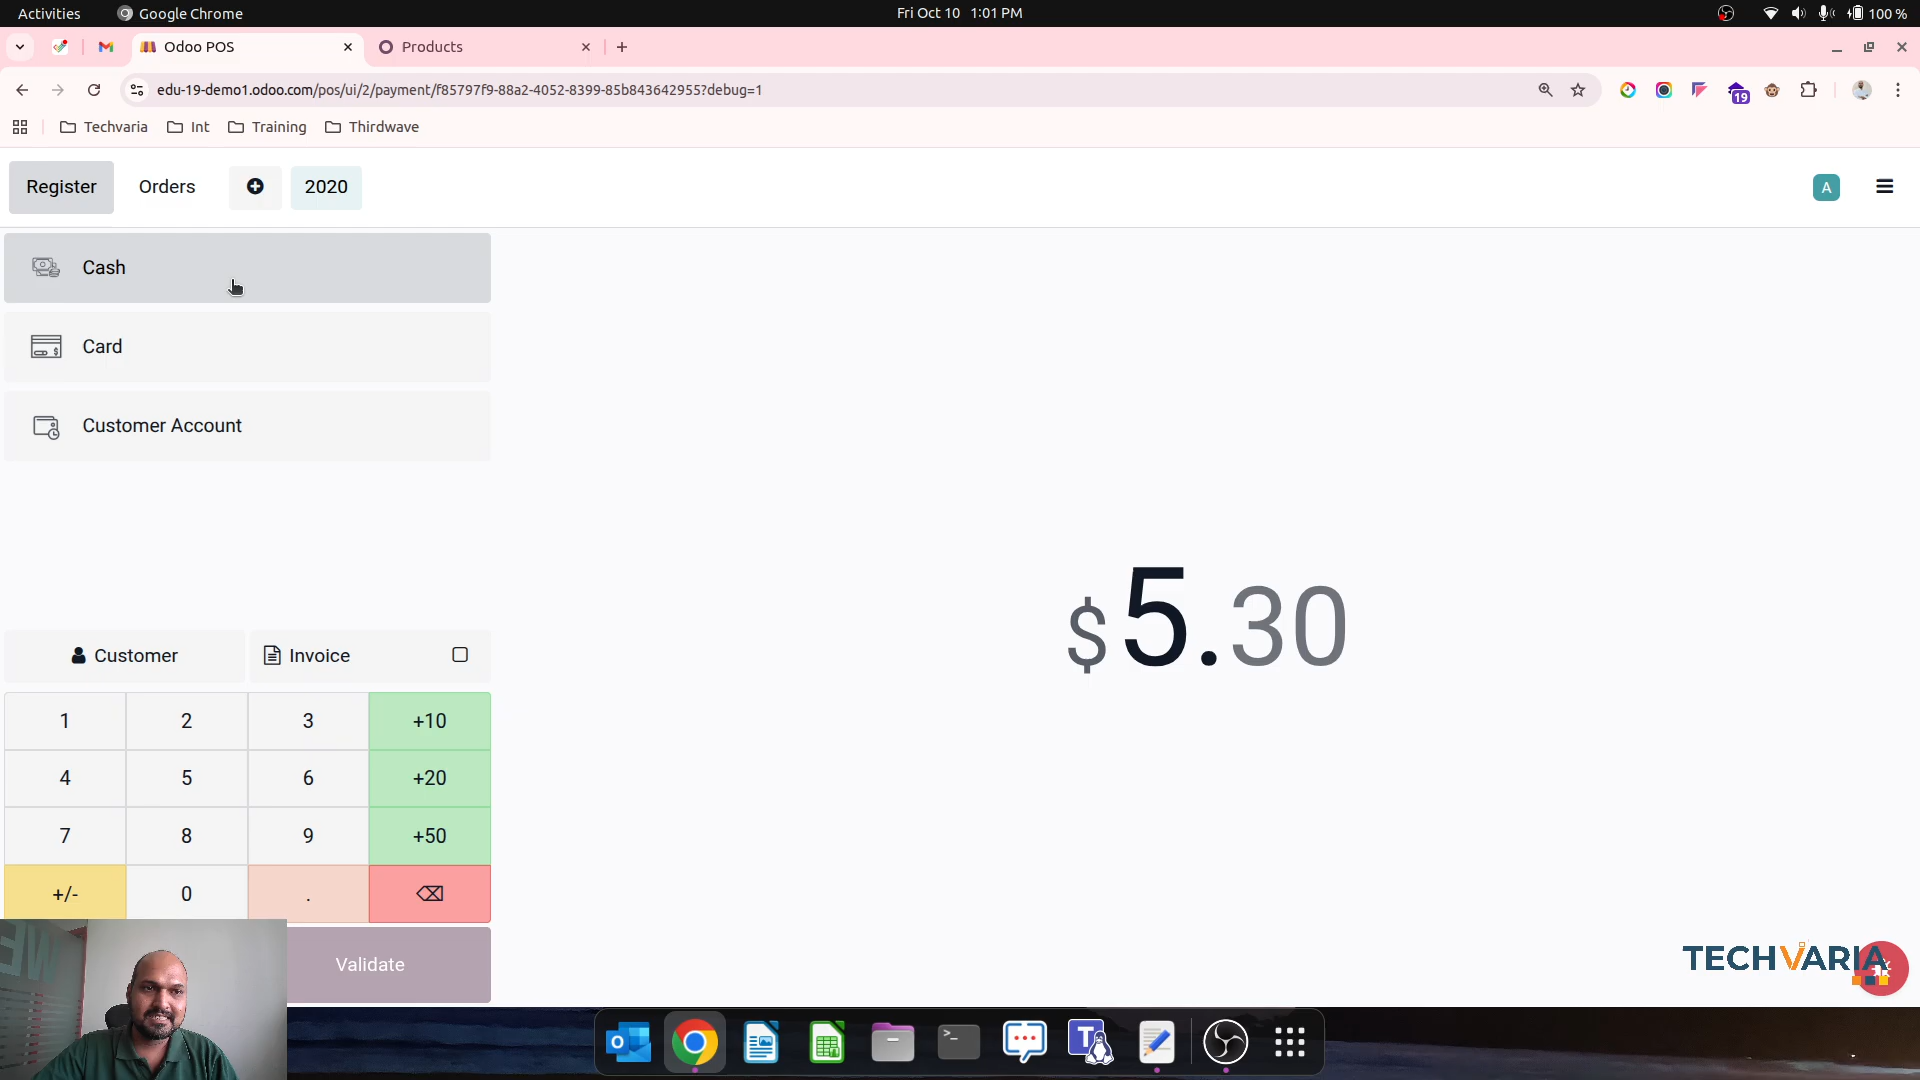 Activities
Google Chrome
Fri Oct 10 1:01 PM
100 %
Odoo POS
Products
edu-19-demo1.odoo.com/pos/ui/2/payment/f85797f9-88a2-4052-8399-85b843642955?debug=1
19
Techvaria
Int
Training
Thirdwave
Register
Orders
2020
A
Cash
Card
Customer Account
$5.30
Customer
Invoice
1 2 3 +10
4 5 6 +20
7 8 9 +50
+/- 0 .
Validate
TECHVARIA